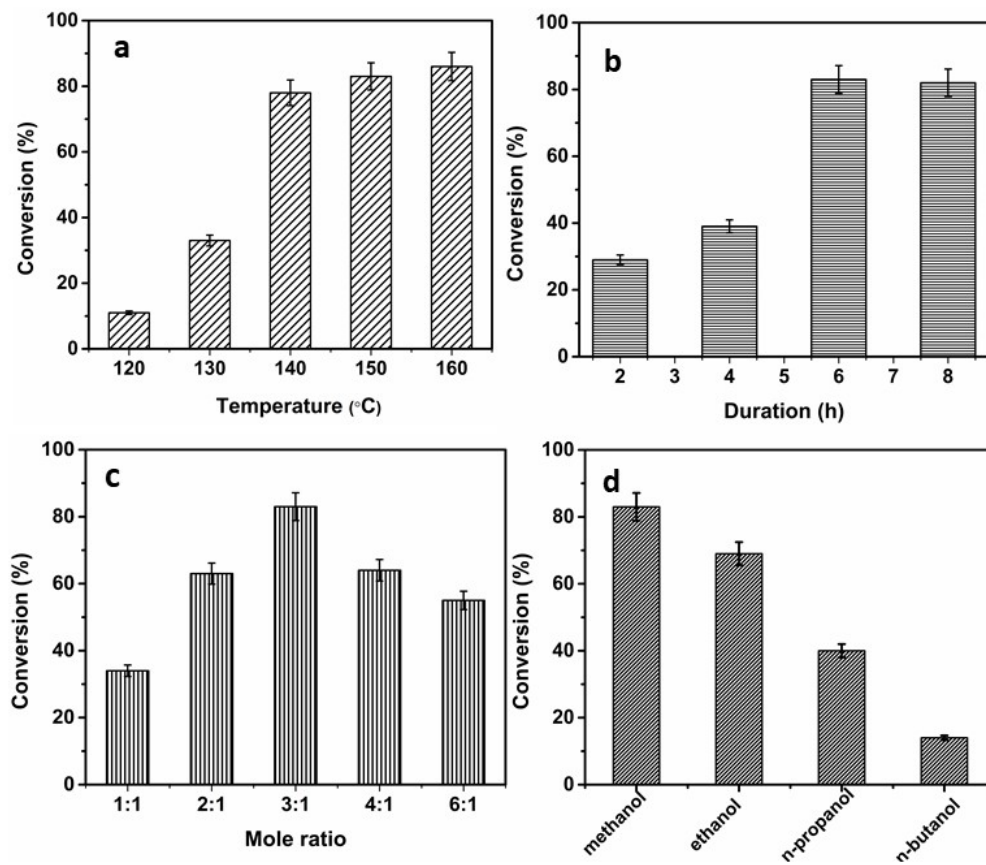 a
Conversion (%)
100
80
60
40
20
0
120 130 140 150 160
Temperature (°C)
b
Conversion (%)
100
80
60
40
20
0
2 3 4 5 6 7 8
Duration (h)
c
Conversion (%)
100
80
60
40
20
0
1:1 2:1 3:1 4:1 6:1
Mole ratio
d
Conversion (%)
100
80
60
40
20
0
methanol ethanol n-propanol n-butanol